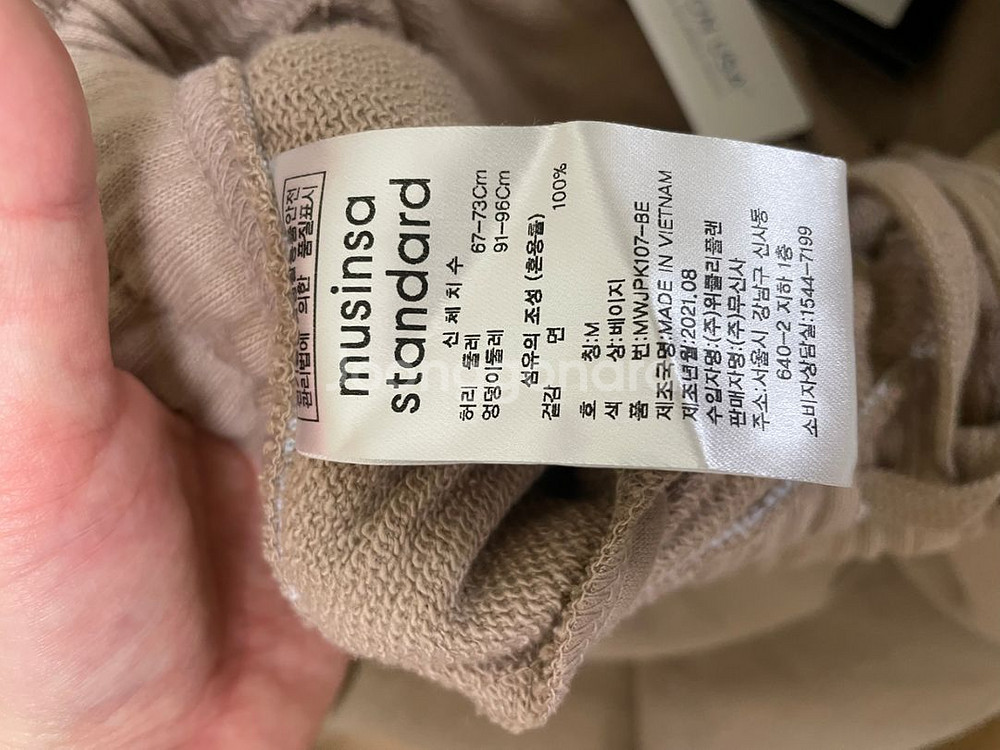 품질경영 및 공산품안전
관리법에 의한 품질표시
musinsa
standard
신체치수
허리 둘레 67-73Cm
엉덩이둘레 91-96Cm
섬유의 조성 (혼용률)
겉감 면 100%
호 칭:M
색 상:베이지
품 번:MWJPK107-BE
제조국명:MADE IN VIETNAM
제조년월:2021.08
수입자명:(주)위클리플랜
판매자명:(주)무신사
주소.서울시 강남구 신사동
640-2 지하 1층
소비자상담실:1544-7199